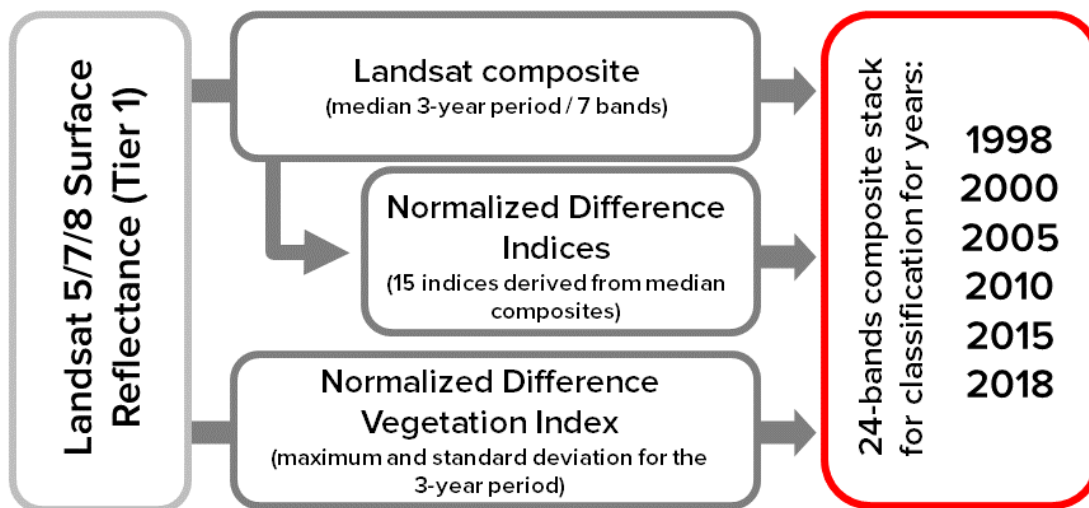 Landsat 5/7/8 Surface
Reflectance (Tier 1)
Landsat composite
(median 3-year period / 7 bands)
Normalized Difference
Indices
(15 indices derived from median
composites)
Normalized Difference
Vegetation Index
(maximum and standard deviation for the
3-year period)
24-bands composite stack
for classification for years:
1998
2000
2005
2010
2015
2018